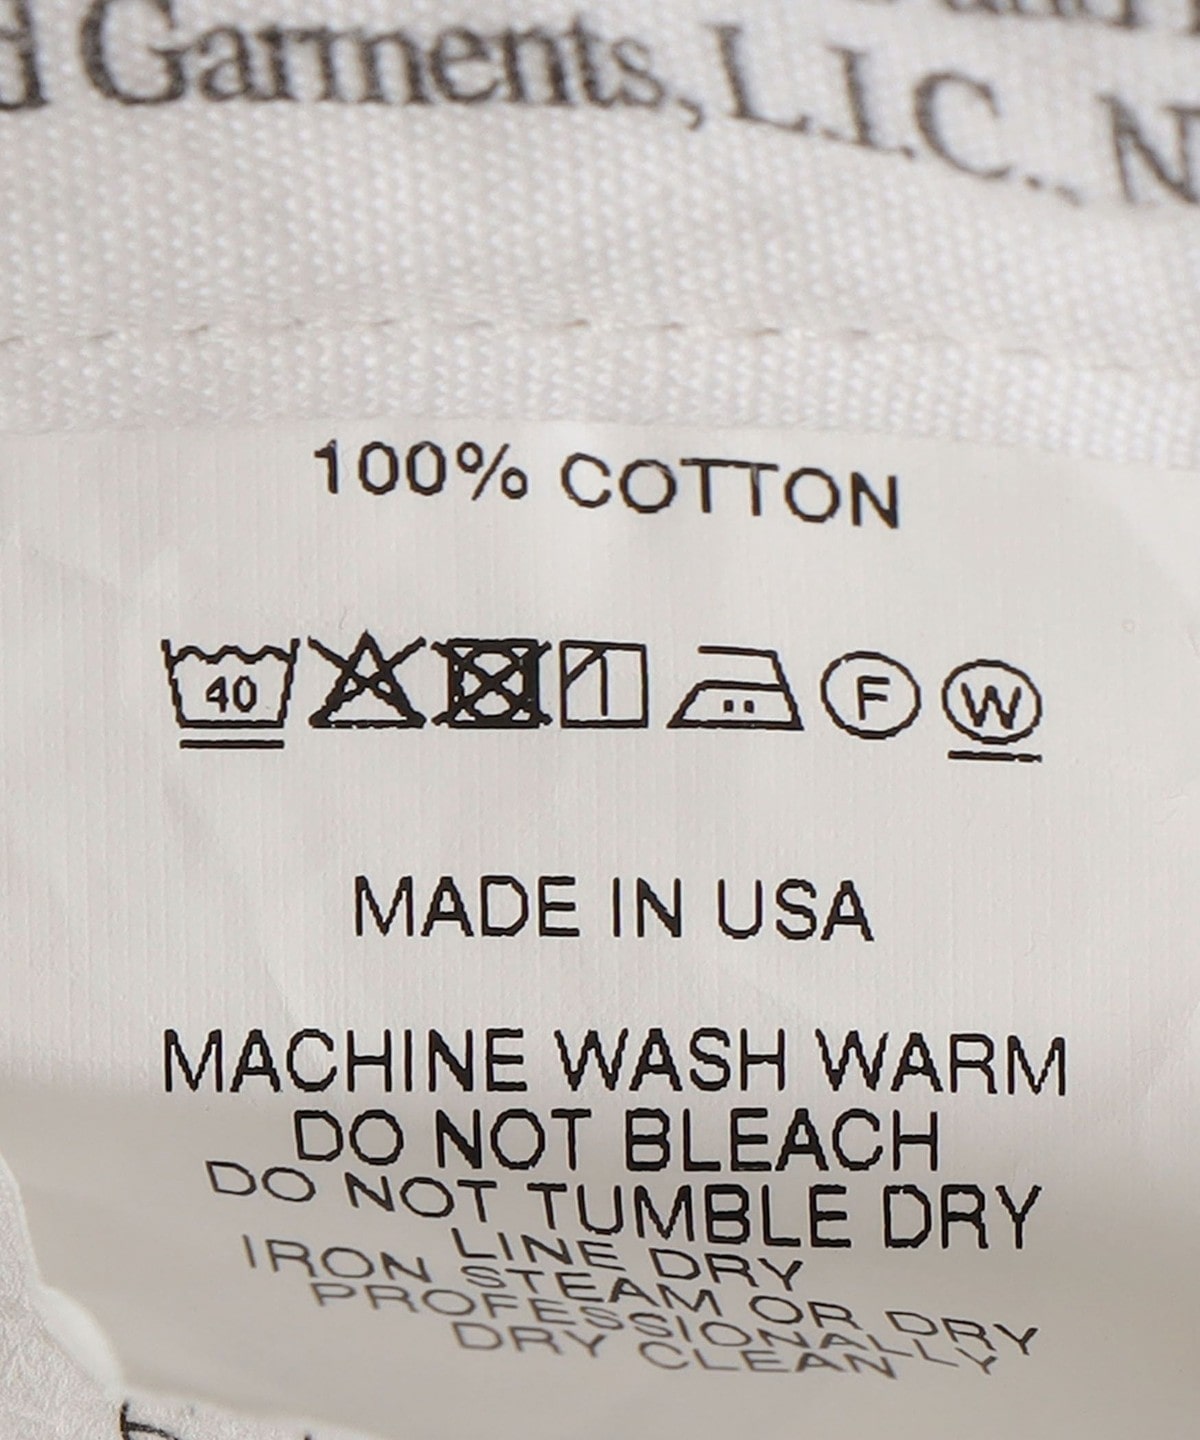 Garments, L.L.C., N
100% COTTON
40 F W
MADE IN USA
MACHINE WASH WARM
DO NOT BLEACH
DO NOT TUMBLE DRY
LINE DRY
IRON STEAM OR DRY
PROFESSIONALLY
DRY CLEAN